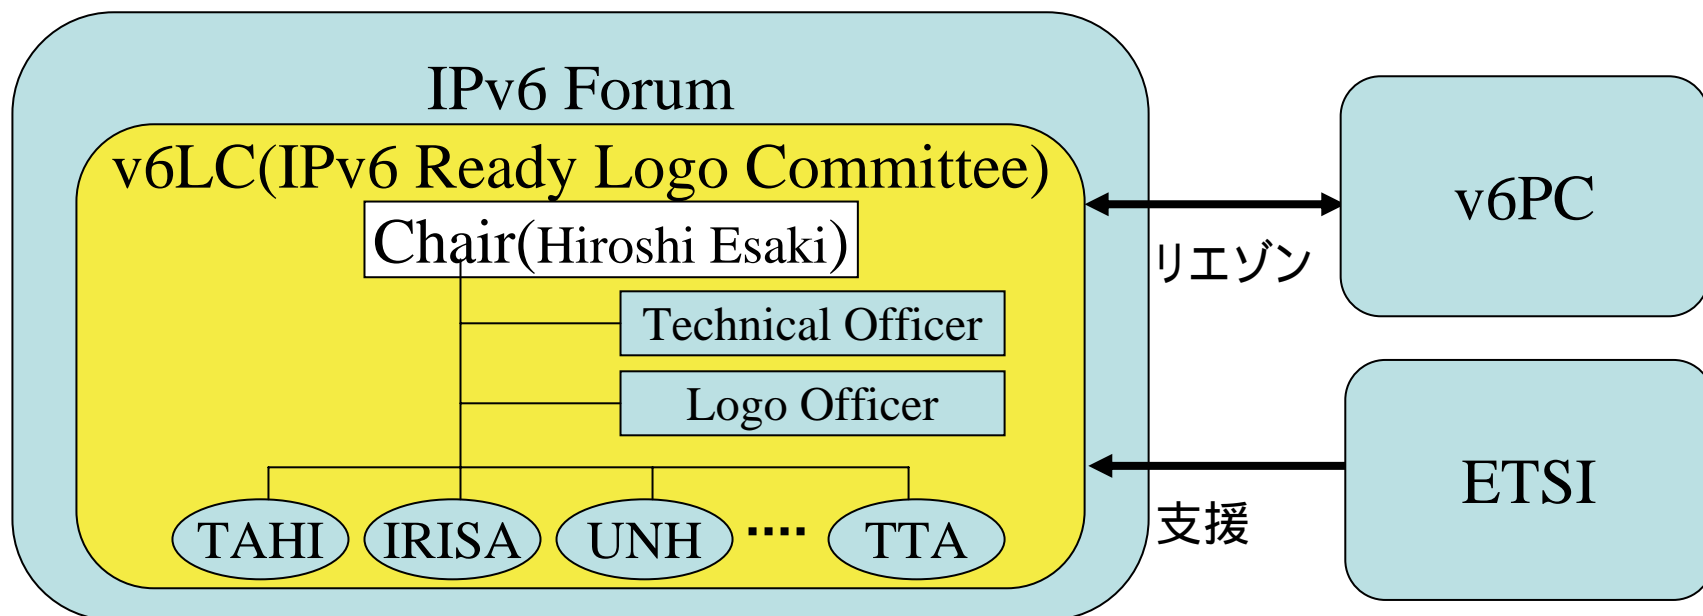 IPv6 Forum
v6LC(IPv6 Ready Logo Committee)
Chair(Hiroshi Esaki)
Technical Officer
Logo Officer
TAHI
IRISA
UNH
....
TTA
リエゾン
支援
v6PC
ETSI